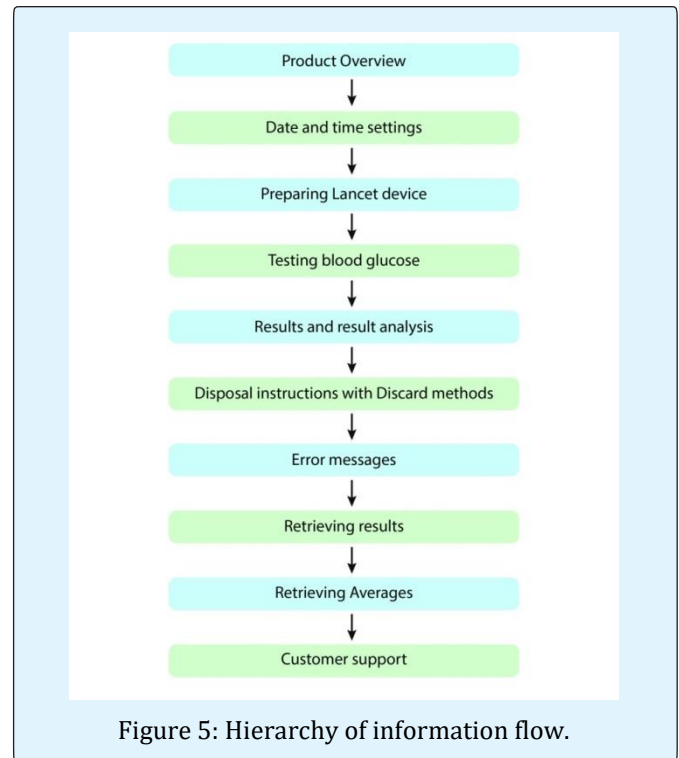 Product Overview
Date and time settings
Preparing Lancet device
Testing blood glucose
Results and result analysis
Disposal instructions with Discard methods
Error messages
Retrieving results
Retrieving Averages
Customer support
Figure 5: Hierarchy of information flow.